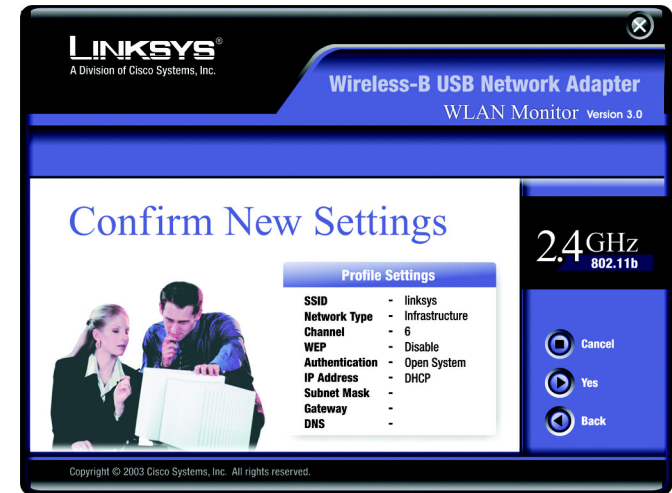 LINKSYS®
A Division of Cisco Systems, Inc.
Wireless-B USB Network Adapter
WLAN Monitor Version 3.0
Confirm New Settings
2.4 GHz
802.11b
Profile Settings
SSID - linksys
Network Type - Infrastructure
Channel - 6
WEP - Disable
Authentication - Open System
IP Address - DHCP
Subnet Mask -
Gateway -
DNS -
Cancel
Yes
Back
Copyright © 2003 Cisco Systems, Inc. All rights reserved.